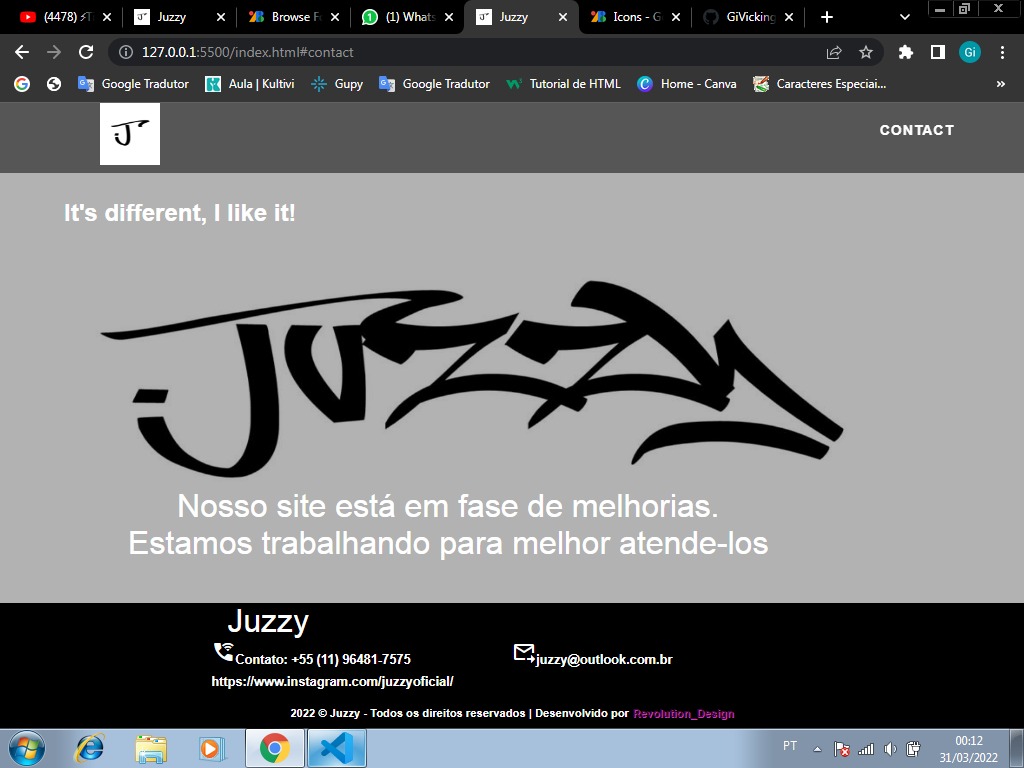 (4478)
Juzzy
Browse F
(1) Whats
Juzzy
Icons - G
GiVicking
127.0.0.1:5500/index.html#contact
Gi
Google Tradutor
Aula | Kultivi
Gupy
Google Tradutor
Tutorial de HTML
Home - Canva
Caracteres Especiai...
»
J
CONTACT
It's different, I like it!
Juzzy
Nosso site está em fase de melhorias.
Estamos trabalhando para melhor atende-los
Juzzy
Contato: +55 (11) 96481-7575
juzzy@outlook.com.br
https://www.instagram.com/juzzyoficial/
2022 © Juzzy - Todos os direitos reservados | Desenvolvido por Revolution_Design
PT
00:12
31/03/2022